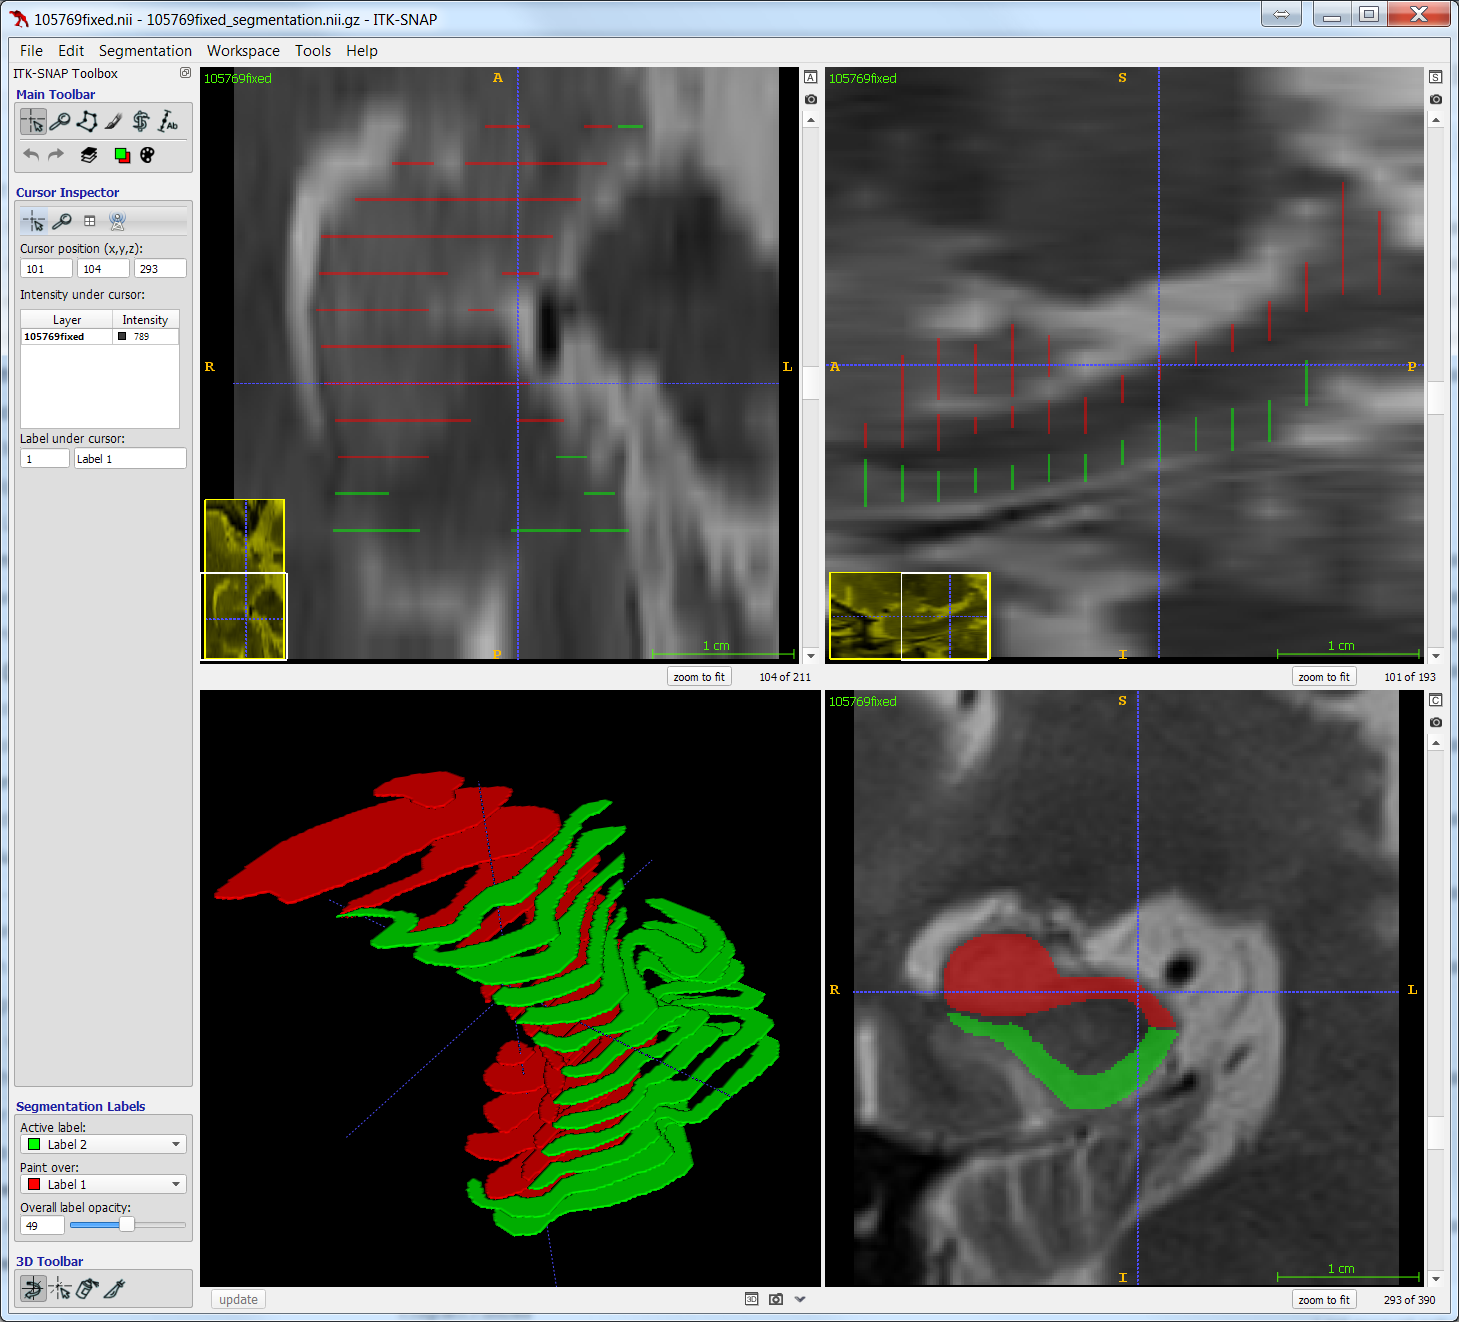 105769fixed.nii - 105769fixed_segmentation.nii.gz - ITK-SNAP
File Edit Segmentation Workspace Tools Help
ITK-SNAP Toolbox
Main Toolbar
Ab
Cursor Inspector
Cursor position (x,y,z):
101 104 293
Intensity under cursor:
Layer Intensity
105769fixed 789
Label under cursor:
1 Label 1
Segmentation Labels
Active label:
Label 2
Paint over:
Label 1
Overall label opacity:
49
3D Toolbar
105769fixed
A
R
L
P
1 cm
A
zoom to fit 104 of 211
105769fixed
S
A
P
I
1 cm
S
zoom to fit 101 of 193
update
3D
105769fixed
S
R
L
I
1 cm
C
zoom to fit 293 of 390